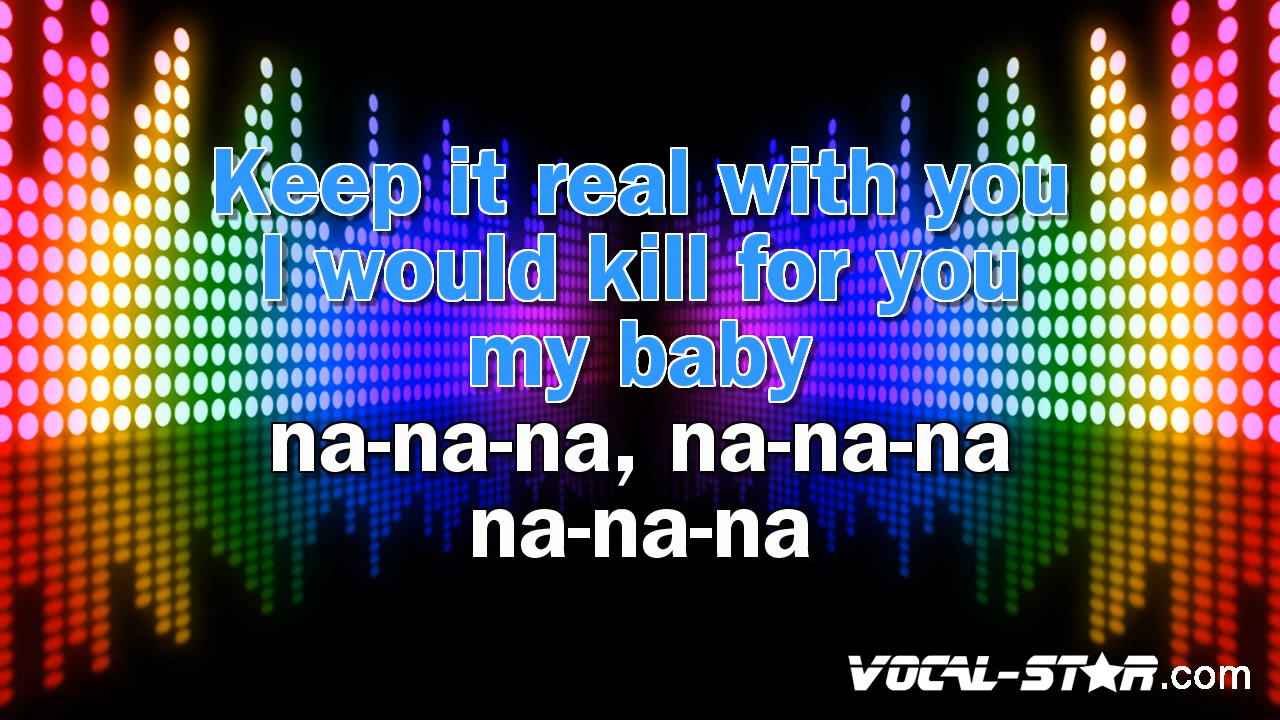 Keep it real with you
I would kill for you
my baby
na-na-na, na-na-na
na-na-na
VOCAL-STAR.com